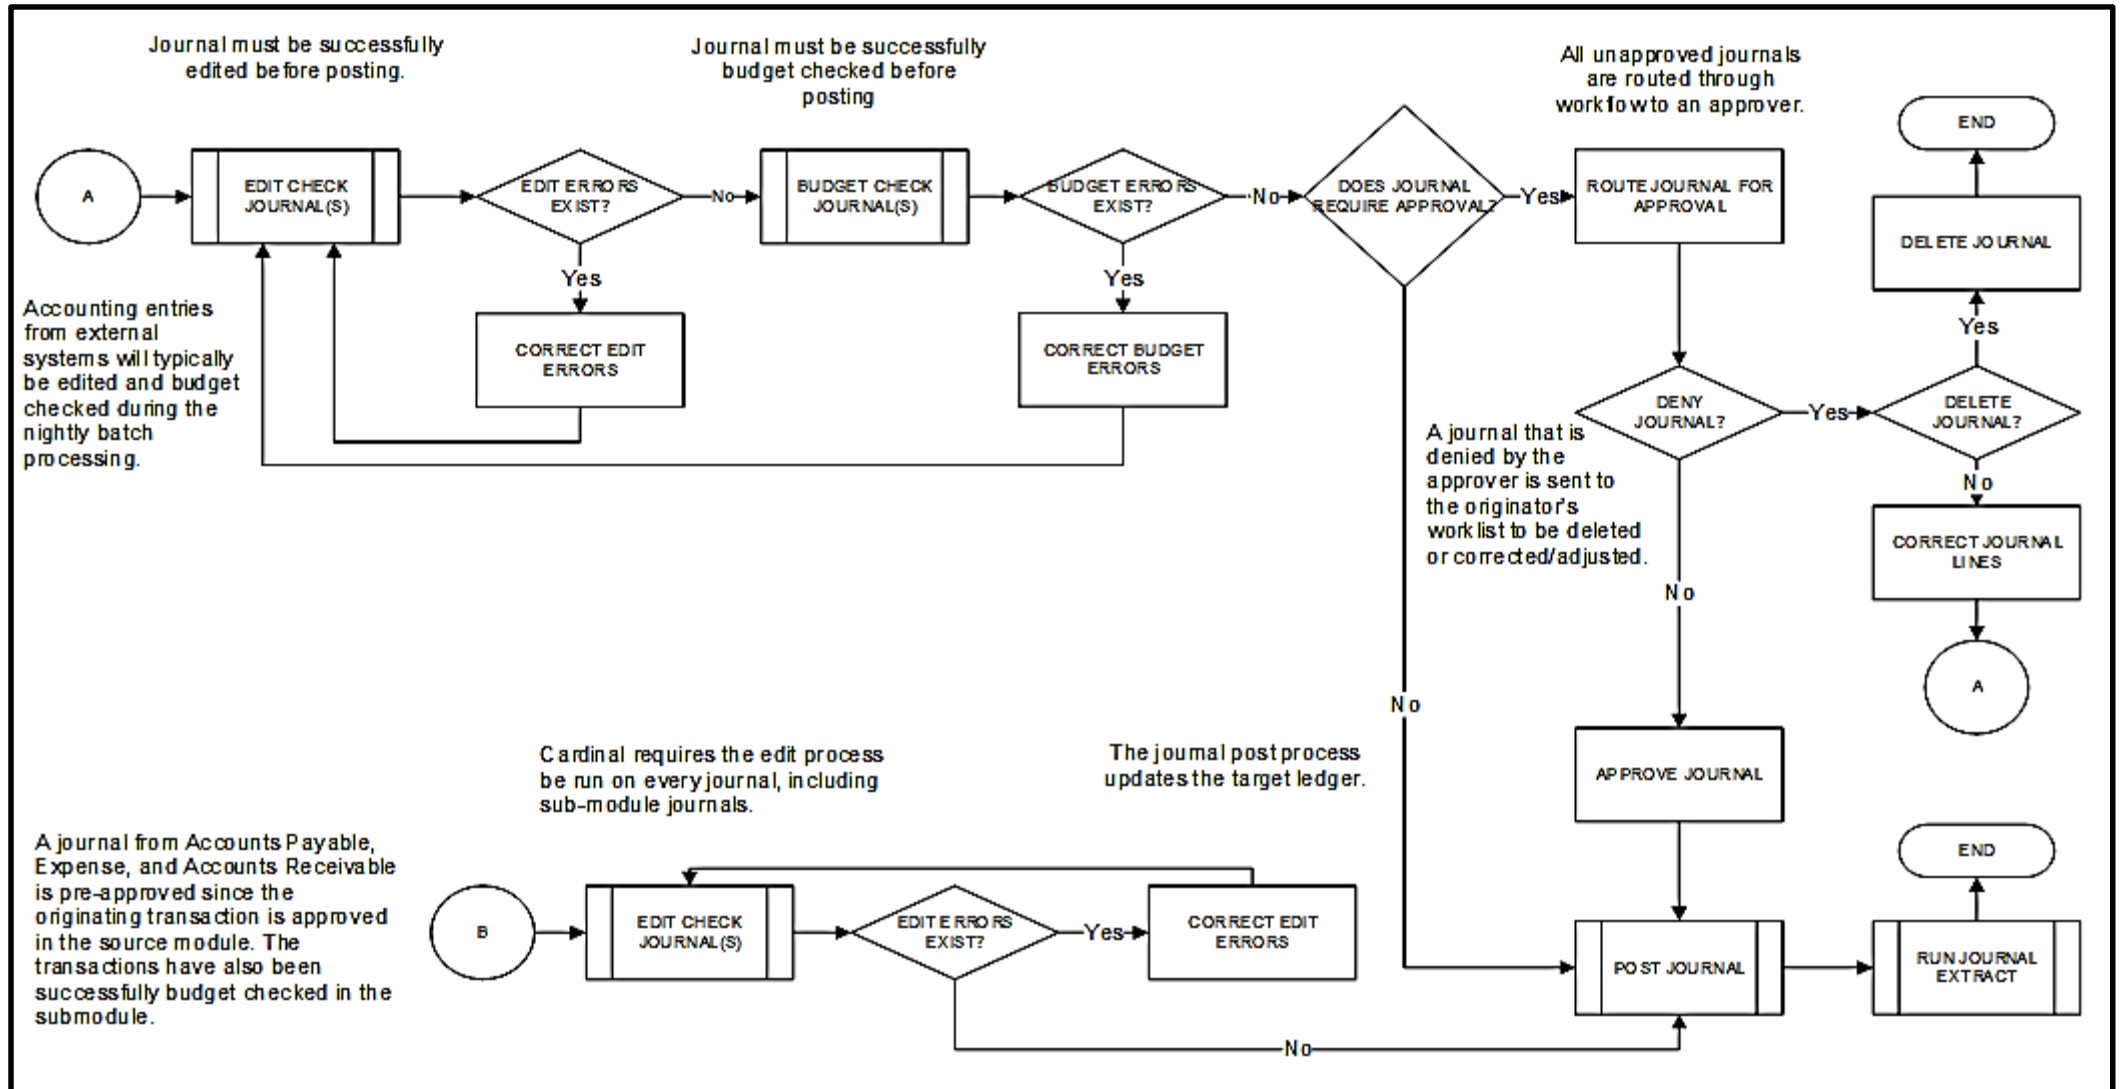 Journal must be successfully
edited before posting.
Journal must be successfully
budget checked before
posting
All unapproved journals
are routed through
workflow to an approver.
END
A
EDIT CHECK
JOURNAL(S)
EDIT ERRORS
EXIST?
No
BUDGET CHECK
JOURNAL(S)
BUDGET ERRORS
EXIST?
No
DOES JOURNAL
REQUIRE APPROVAL?
Yes
ROUTE JOURNAL FOR
APPROVAL
DELETE JOURNAL
Yes
Yes
Yes
Accounting entries
from external
systems will typically
be edited and budget
checked during the
nightly batch
processing.
CORRECT EDIT
ERRORS
CORRECT BUDGET
ERRORS
DENY
JOURNAL?
Yes
DELETE
JOURNAL?
A journal that is
denied by the
approver is sent to
the originator's
worklist to be deleted
or corrected/adjusted.
No
CORRECT JOURNAL
LINES
No
A
No
Cardinal requires the edit process
be run on every journal, including
sub-module journals.
The journal post process
updates the target ledger.
APPROVE JOURNAL
A journal from Accounts Payable,
Expense, and Accounts Receivable
is pre-approved since the
originating transaction is approved
in the source module. The
transactions have also been
successfully budget checked in the
submodule.
END
B
EDIT CHECK
JOURNAL(S)
EDIT ERRORS
EXIST?
Yes
CORRECT EDIT
ERRORS
POST JOURNAL
RUN JOURNAL
EXTRACT
No